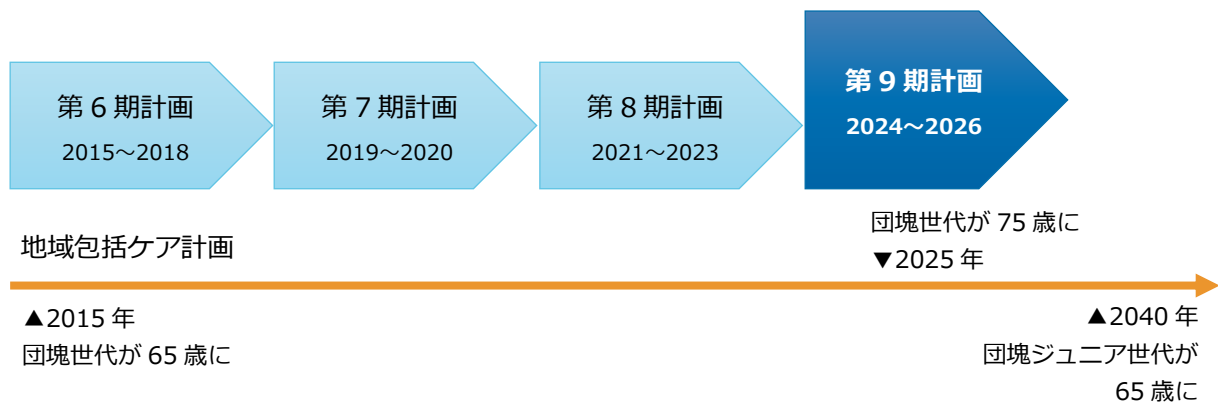 第 6 期計画
2015～2018
第 7 期計画
2019～2020
第 8 期計画
2021～2023
第 9 期計画
2024～2026
団塊世代が 75 歳に
▼2025 年
地域包括ケア計画
▲2015 年
団塊世代が 65 歳に
▲2040 年
団塊ジュニア世代が
65 歳に